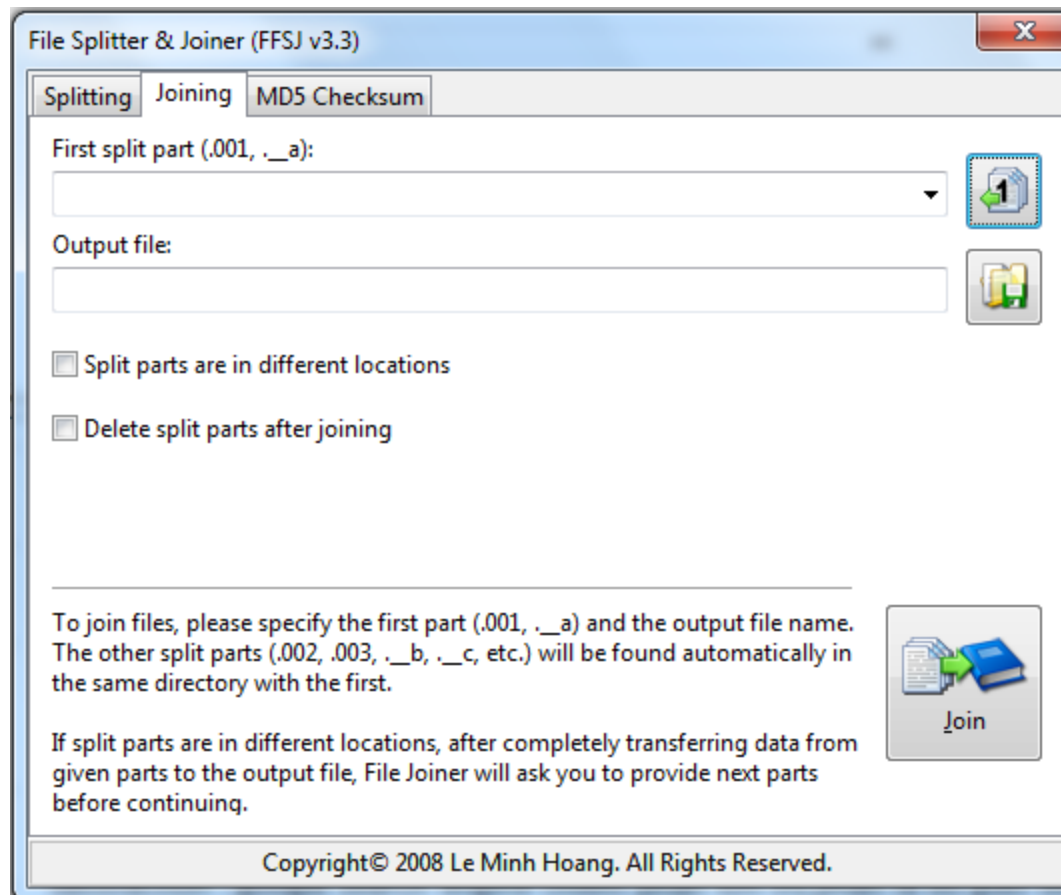 File Splitter & Joiner (FFSJ v3.3)
Splitting Joining MD5 Checksum
First split part (.001, .__a):
1
Output file:
Split parts are in different locations
Delete split parts after joining
To join files, please specify the first part (.001, .__a) and the output file name.
The other split parts (.002, .003, .__b, .__c, etc.) will be found automatically in
the same directory with the first.
If split parts are in different locations, after completely transferring data from
given parts to the output file, File Joiner will ask you to provide next parts
before continuing.
Join
Copyright© 2008 Le Minh Hoang. All Rights Reserved.